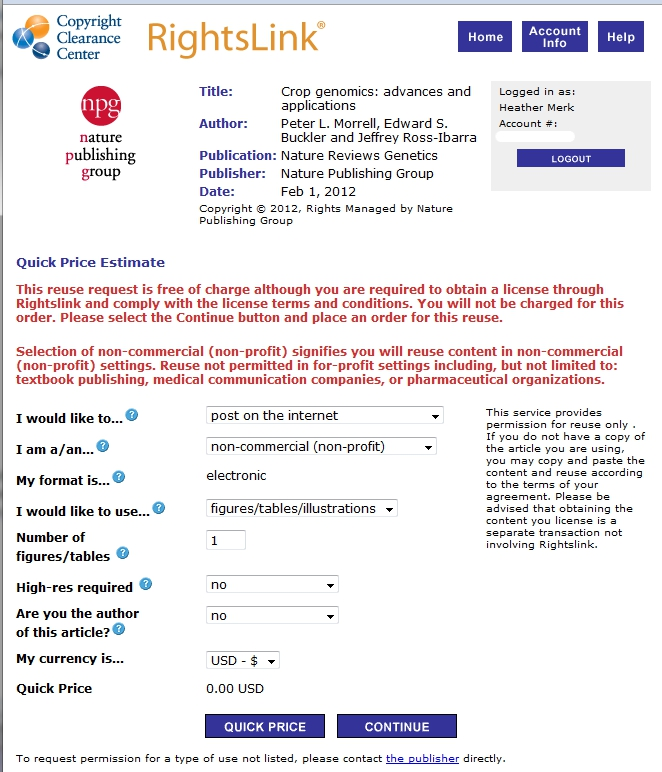 Copyright
Clearance
Center
RightsLink®
Home
Account
Info
Help
npg
nature
publishing
group
Title: Crop genomics: advances and
applications
Author: Peter L. Morrell, Edward S.
Buckler and Jeffrey Ross-Ibarra
Publication: Nature Reviews Genetics
Publisher: Nature Publishing Group
Date: Feb 1, 2012
Copyright © 2012, Rights Managed by Nature
Publishing Group
Logged in as:
Heather Merk
Account #:
LOGOUT
Quick Price Estimate
This reuse request is free of charge although you are required to obtain a license through
Rightslink and comply with the license terms and conditions. You will not be charged for this
order. Please select the Continue button and place an order for this reuse.
Selection of non-commercial (non-profit) signifies you will reuse content in non-commercial
(non-profit) settings. Reuse not permitted in for-profit settings including, but not limited to:
textbook publishing, medical communication companies, or pharmaceutical organizations.
I would like to... ? post on the internet
I am a/an... ? non-commercial (non-profit)
My format is... ? electronic
I would like to use... ? figures/tables/illustrations
Number of
figures/tables ? 1
High-res required ? no
Are you the author
of this article? ? no
My currency is... USD - $
Quick Price 0.00 USD
This service provides
permission for reuse only .
If you do not have a copy of
the article you are using,
you may copy and paste the
content and reuse according
to the terms of your
agreement. Please be
advised that obtaining the
content you license is a
separate transaction not
involving Rightslink.
QUICK PRICE
CONTINUE
To request permission for a type of use not listed, please contact the publisher directly.